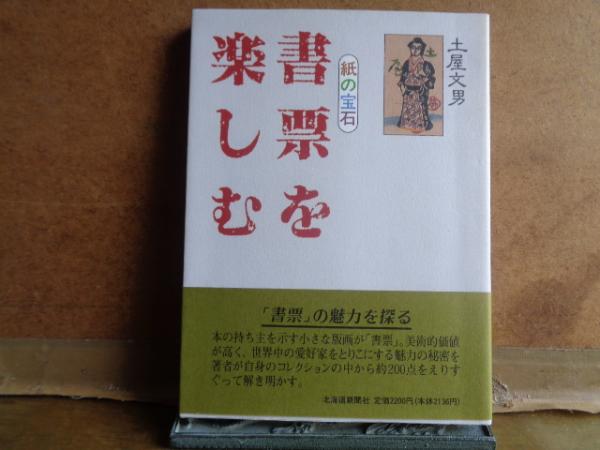 土屋文男
紙の宝石
書票を
楽しむ
「書票」の魅力を探る
本の持ち主を示す小さな版画が「書票」。美術的価値
が高く、世界中の愛好家をとりこにする魅力の秘密を
著者が自身のコレクションの中から約200点をえりす
ぐって解き明かす。
北海道新聞社 定価2200円(本体2136円)